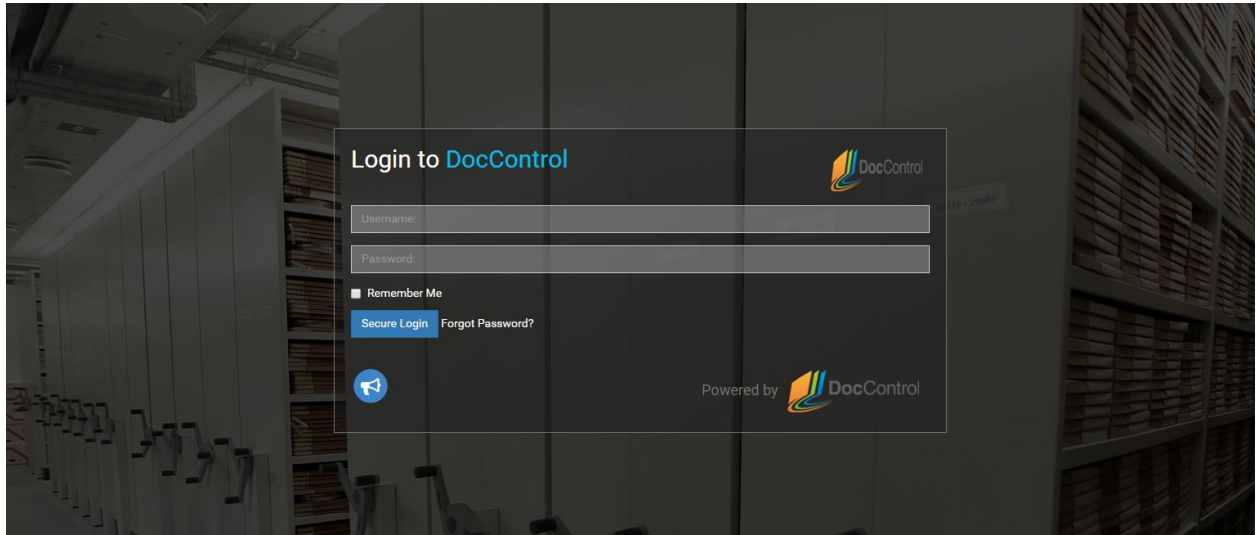 Login to DocControl
DocControl
Username:
Password:
Remember Me
Secure Login Forgot Password?
Powered by DocControl